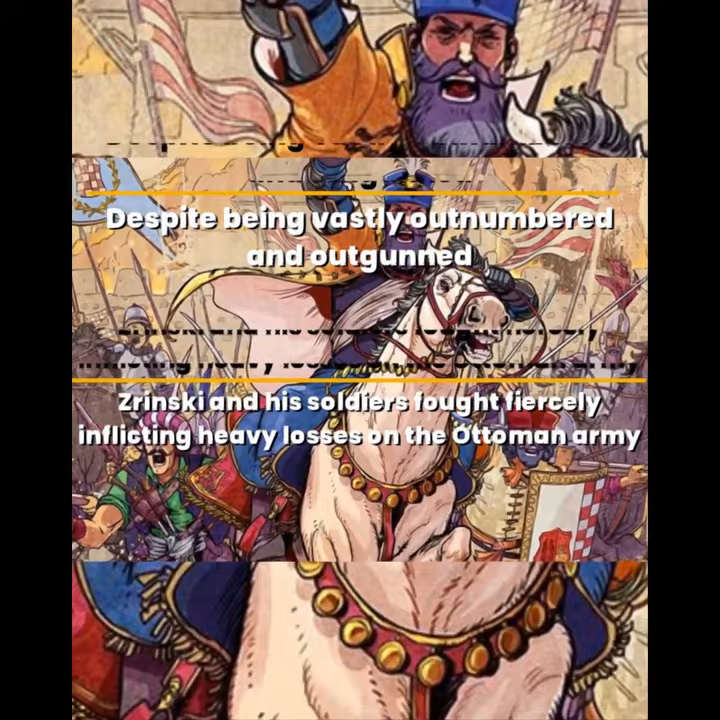 Despite being vastly outnumbered
and outgunned
Zrinski and his soldiers fought fiercely
inflicting heavy losses on the Ottoman army